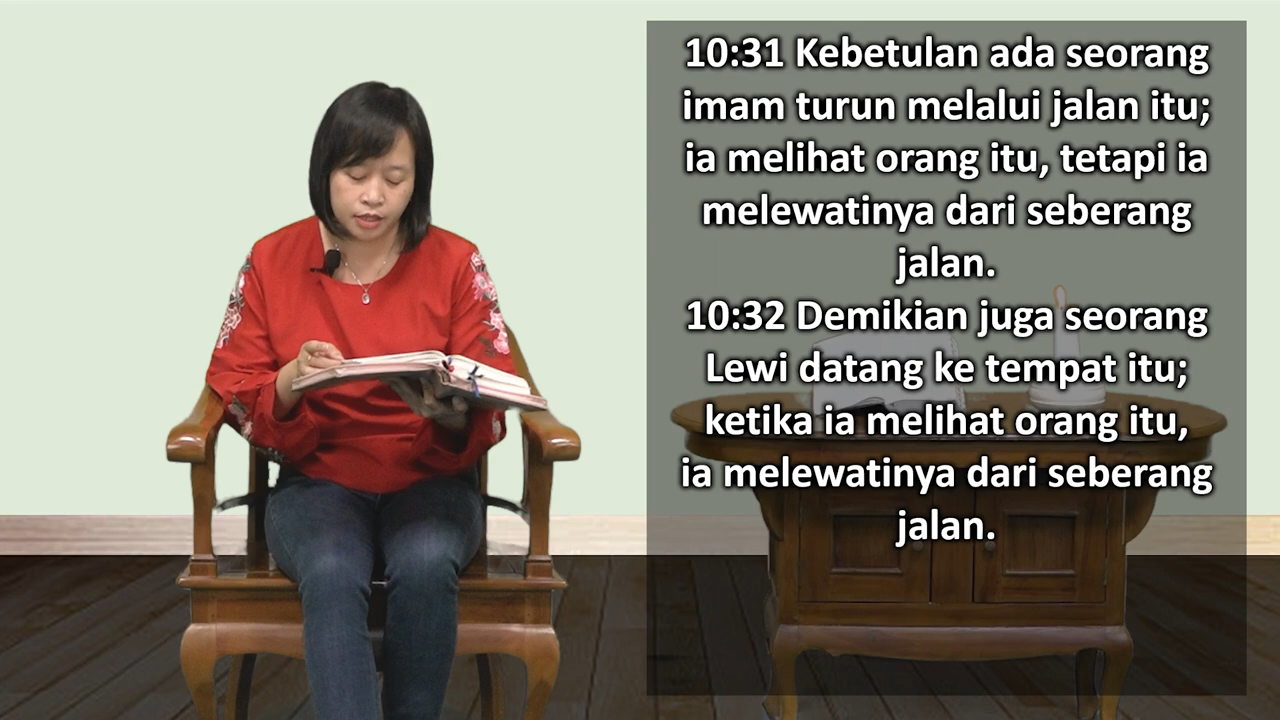 10:31 Kebetulan ada seorang
imam turun melalui jalan itu;
ia melihat orang itu, tetapi ia
melewatinya dari seberang
jalan.
10:32 Demikian juga seorang
Lewi datang ke tempat itu;
ketika ia melihat orang itu,
ia melewatinya dari seberang
jalan.